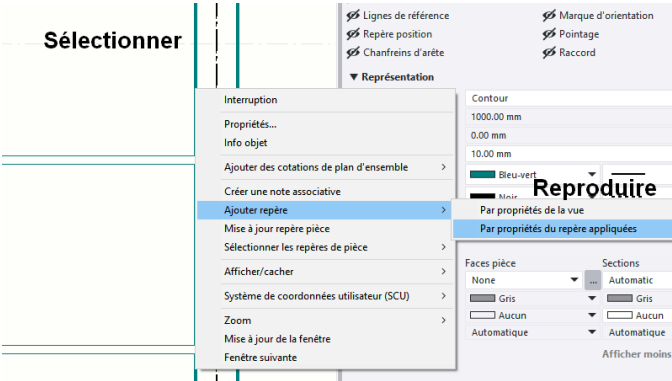 Sélectionner
Lignes de référence
Marque d'orientation
Repère position
Pointage
Chanfreins d'arête
Raccord
Représentation
Interruption
Propriétés...
Info objet
Ajouter des cotations de plan d'ensemble
Créer une note associative
Ajouter repère
Mise à jour repère pièce
Sélectionner les repères de pièce
Afficher/cacher
Système de coordonnées utilisateur (SCU)
Zoom
Mise à jour de la fenêtre
Fenêtre suivante
Contour
1000.00 mm
0.00 mm
10.00 mm
Bleu-vert
Noir
Reproduire
Par propriétés de la vue
Par propriétés du repère appliquées
Faces pièce
Sections
None
...
Automatic
Gris
Gris
Aucun
Aucun
Automatique
Automatique
Afficher moins